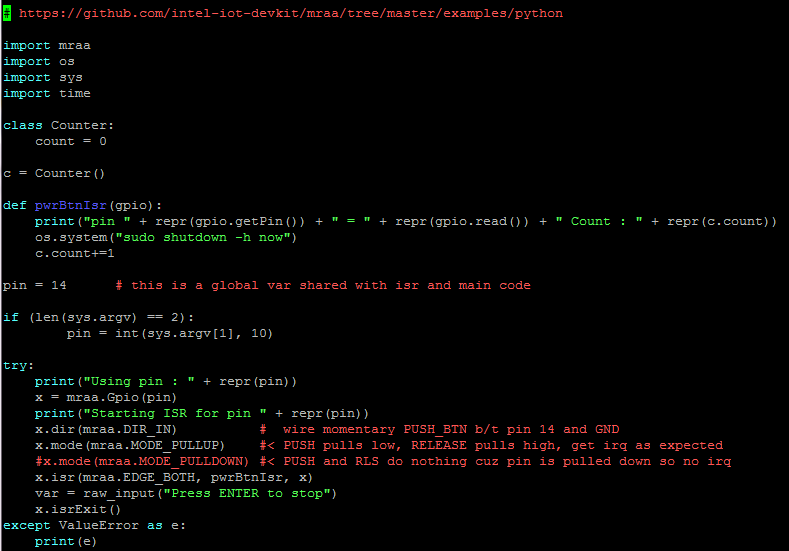 # https://github.com/intel-iot-devkit/mraa/tree/master/examples/python

import mraa
import os
import sys
import time

class Counter:
    count = 0

c = Counter()

def pwrBtnIsr(gpio):
    print("pin " + repr(gpio.getPin()) + " = " + repr(gpio.read()) + " Count : " + repr(c.count))
    os.system("sudo shutdown -h now")
    c.count+=1

pin = 14      # this is a global var shared with isr and main code

if (len(sys.argv) == 2):
        pin = int(sys.argv[1], 10)

try:
    print("Using pin : " + repr(pin))
    x = mraa.Gpio(pin)
    print("Starting ISR for pin " + repr(pin))
    x.dir(mraa.DIR_IN)          #  wire momentary PUSH_BTN b/t pin 14 and GND
    x.mode(mraa.MODE_PULLUP)    #< PUSH pulls low, RELEASE pulls high, get irq as expected
    #x.mode(mraa.MODE_PULLDOWN) #< PUSH and RLS do nothing cuz pin is pulled down so no irq
    x.isr(mraa.EDGE_BOTH, pwrBtnIsr, x)
    var = raw_input("Press ENTER to stop")
    x.isrExit()
except ValueError as e:
    print(e)